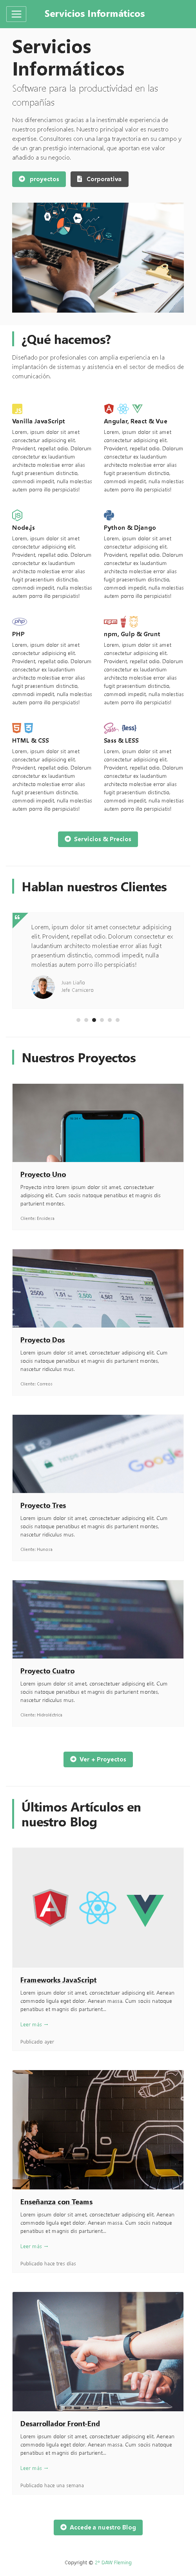 Servicios Informáticos
Servicios
Informáticos
Software para la productividad en las
compañías
Nos diferenciamos gracias a la inestimable experiencia de
nuestros profesionales. Nuestro principal valor es nuestro
equipo. Consultores con una larga trayectoria en su campo y
de un gran prestigio internacional, que aportan ese valor
añadido a su negocio.
proyectos
Corporativa
¿Qué hacemos?
Diseñado por profesionales con amplia experiencia en la
implantación de sistemas y asistencia en el sector de medios de
comunicación.
JS
Vanilla JavaScript
Lorem, ipsum dolor sit amet
consectetur adipisicing elit.
Provident, repellat odio. Dolorum
excepturi ex laudantium
architecto molestiae error alias
fugit praesentium distinctio,
commodi impedit, nulla molestias
autem porro illo perspiciatis!
Angular, React & Vue
Lorem, ipsum dolor sit amet
consectetur adipisicing elit.
Provident, repellat odio. Dolorum
excepturi ex laudantium
architecto molestiae error alias
fugit praesentium distinctio,
commodi impedit, nulla molestias
autem porro illo perspiciatis!
Node.js
Lorem, ipsum dolor sit amet
consectetur adipisicing elit.
Provident, repellat odio. Dolorum
excepturi ex laudantium
architecto molestiae error alias
fugit praesentium distinctio,
commodi impedit, nulla molestias
autem porro illo perspiciatis!
Python & Django
Lorem, ipsum dolor sit amet
consectetur adipisicing elit.
Provident, repellat odio. Dolorum
excepturi ex laudantium
architecto molestiae error alias
fugit praesentium distinctio,
commodi impedit, nulla molestias
autem porro illo perspiciatis!
php
PHP
Lorem, ipsum dolor sit amet
consectetur adipisicing elit.
Provident, repellat odio. Dolorum
excepturi ex laudantium
architecto molestiae error alias
fugit praesentium distinctio,
commodi impedit, nulla molestias
autem porro illo perspiciatis!
npm
npm, Gulp & Grunt
Lorem, ipsum dolor sit amet
consectetur adipisicing elit.
Provident, repellat odio. Dolorum
excepturi ex laudantium
architecto molestiae error alias
fugit praesentium distinctio,
commodi impedit, nulla molestias
autem porro illo perspiciatis!
HTML & CSS
Lorem, ipsum dolor sit amet
consectetur adipisicing elit.
Provident, repellat odio. Dolorum
excepturi ex laudantium
architecto molestiae error alias
fugit praesentium distinctio,
commodi impedit, nulla molestias
autem porro illo perspiciatis!
Sass {less}
Sass & LESS
Lorem, ipsum dolor sit amet
consectetur adipisicing elit.
Provident, repellat odio. Dolorum
excepturi ex laudantium
architecto molestiae error alias
fugit praesentium distinctio,
commodi impedit, nulla molestias
autem porro illo perspiciatis!
Servicios & Precios
Hablan nuestros Clientes
Lorem, ipsum dolor sit amet consectetur adipisicing
elit. Provident, repellat odio. Dolorum excepturi ex
laudantium architecto molestiae error alias fugit
praesentium distinctio, commodi impedit, nulla
molestias autem porro illo perspiciatis!
Nuestros Proyectos
Proyecto Uno
Proyecto intro lorem ipsum dolor sit amet, consectetuer
adipiscing elit. Cum sociis natoque penatibus et magnis dis
parturient montes.
Proyecto Dos
Lorem ipsum dolor sit amet, consectetuer adipiscing elit. Cum
sociis natoque penatibus et magnis dis parturient montes,
nascetur ridiculus mus.
Google
Proyecto Tres
Lorem ipsum dolor sit amet, consectetuer adipiscing elit. Cum
sociis natoque penatibus et magnis dis parturient montes,
nascetur ridiculus mus.
Proyecto Cuatro
Lorem ipsum dolor sit amet, consectetuer adipiscing elit. Cum
sociis natoque penatibus et magnis dis parturient montes,
nascetur ridiculus mus.
Ver + Proyectos
Últimos Artículos en
nuestro Blog
Frameworks JavaScript
Lorem ipsum dolor sit amet, consectetuer adipiscing elit. Aenean
commodo ligula eget dolor. Aenean massa. Cum sociis natoque
penatibus et magnis dis parturient...
Leer más →
Publicado ayer
Enseñanza con Teams
Lorem ipsum dolor sit amet, consectetuer adipiscing elit. Aenean
commodo ligula eget dolor. Aenean massa. Cum sociis natoque
penatibus et magnis dis parturient...
Leer más →
Publicado hace tres días
Desarrollador Front-End
Lorem ipsum dolor sit amet, consectetuer adipiscing elit. Aenean
commodo ligula eget dolor. Aenean massa. Cum sociis natoque
penatibus et magnis dis parturient...
Leer más →
Publicado hace una semana
Accede a nuestro Blog
Copyright © 2º DAW Fleming